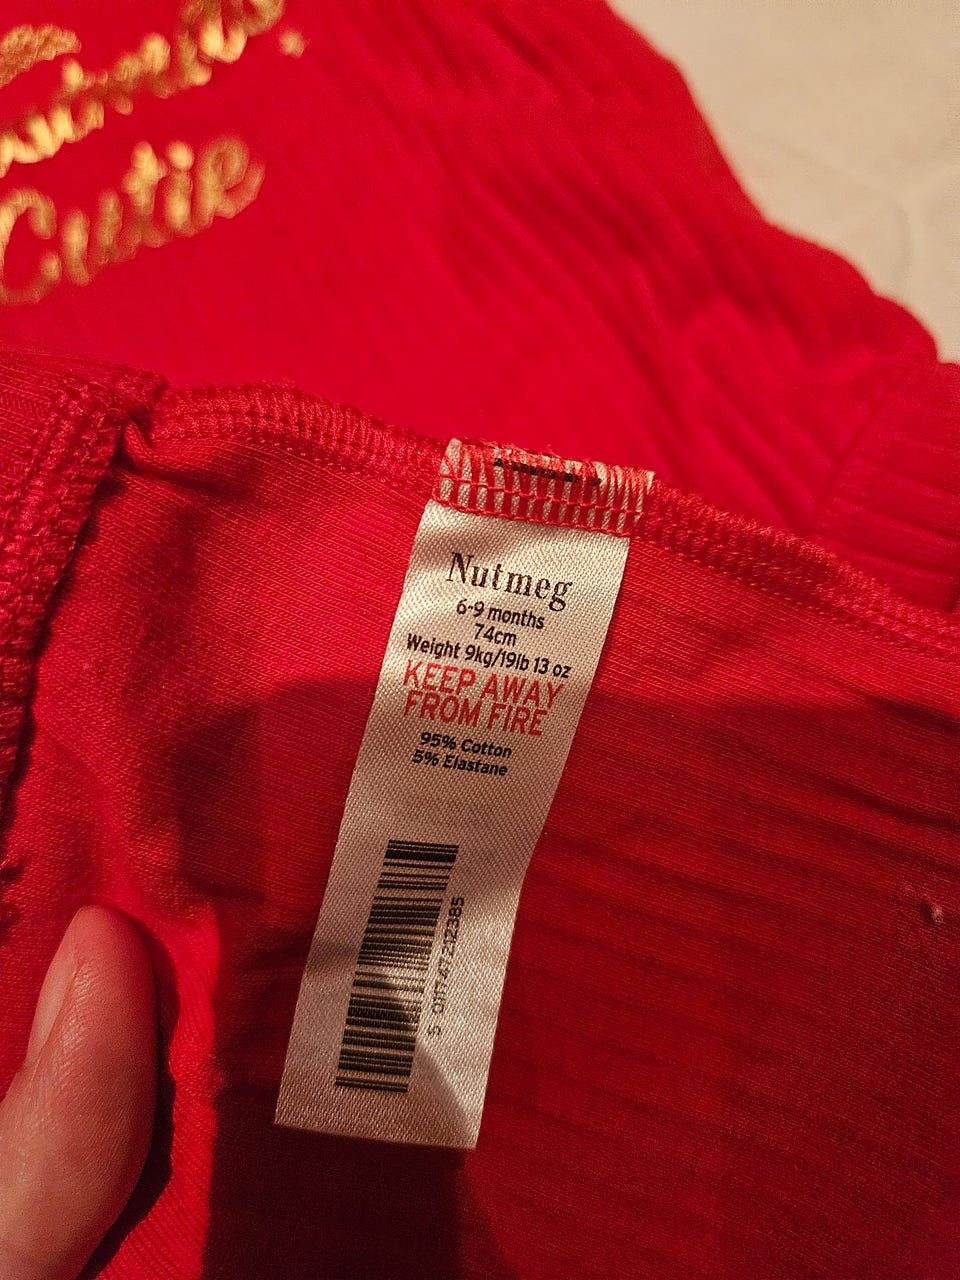 Cutie
Nutmeg
6-9 months
74cm
Weight 9kg/19lb 13 oz
KEEP AWAY
FROM FIRE
95% Cotton
5% Elastane